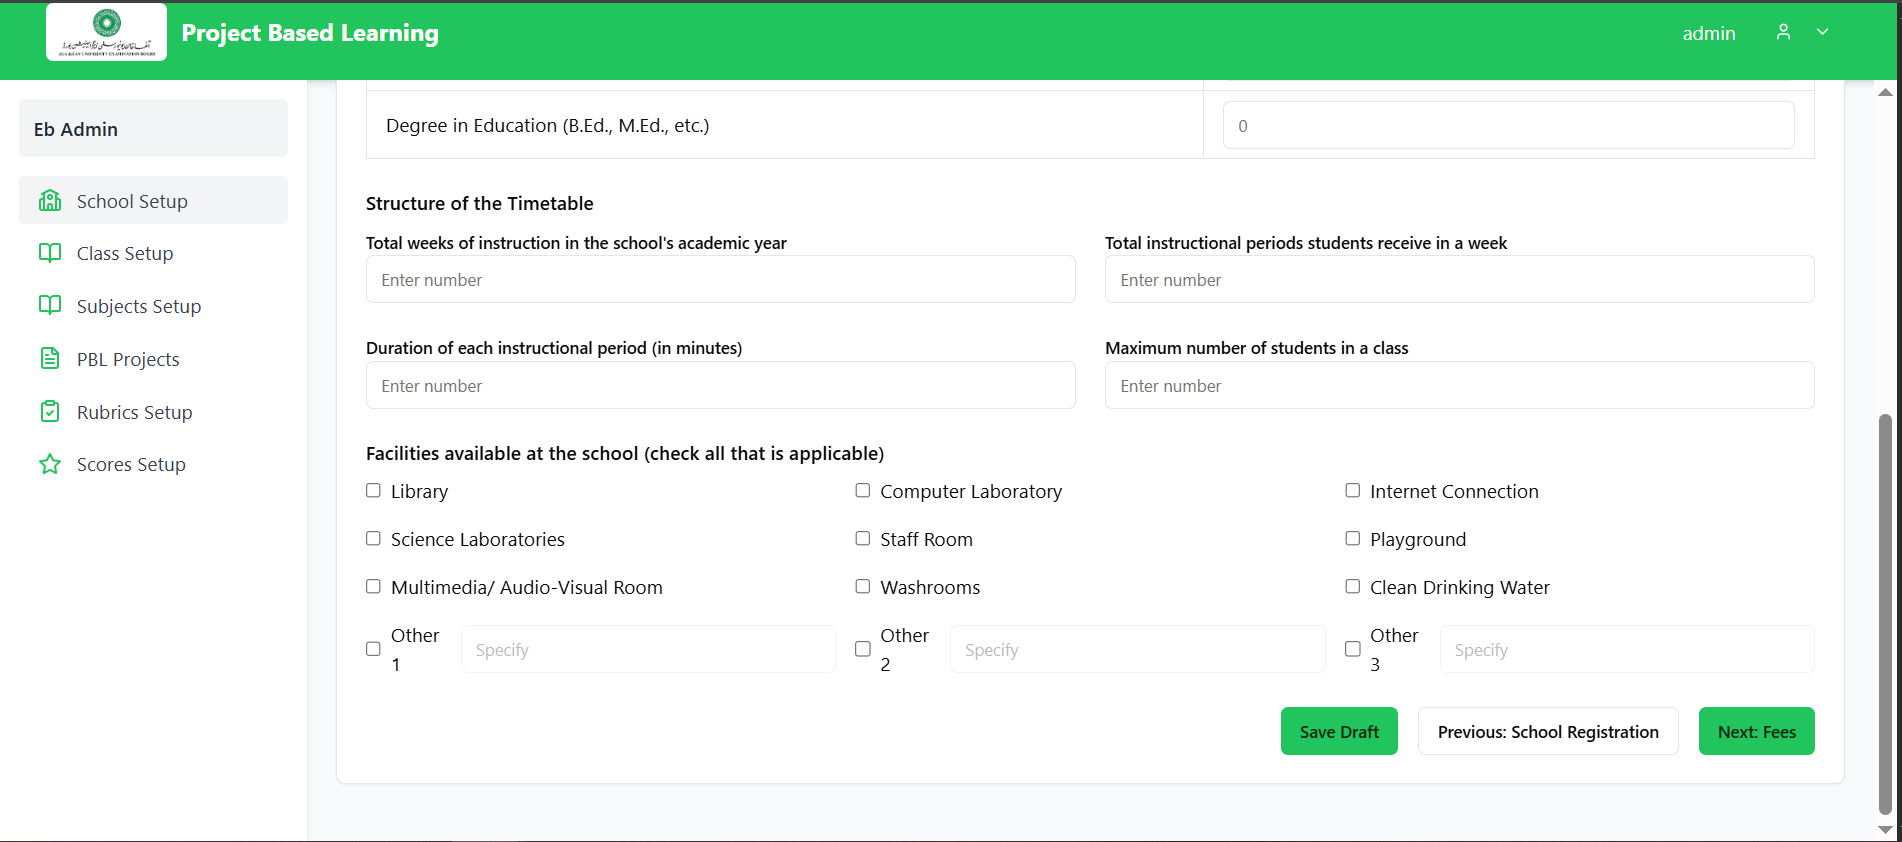 AGA KHAN UNIVERSITY EXAMINATION BOARD
Project Based Learning
admin
Eb Admin
School Setup
Class Setup
Subjects Setup
PBL Projects
Rubrics Setup
Scores Setup
Degree in Education (B.Ed., M.Ed., etc.)
0
Structure of the Timetable
Total weeks of instruction in the school's academic year
Total instructional periods students receive in a week
Enter number
Enter number
Duration of each instructional period (in minutes)
Maximum number of students in a class
Enter number
Enter number
Facilities available at the school (check all that is applicable)
Library
Computer Laboratory
Internet Connection
Science Laboratories
Staff Room
Playground
Multimedia/ Audio-Visual Room
Washrooms
Clean Drinking Water
Other
1
Specify
Other
2
Specify
Other
3
Specify
Save Draft
Previous: School Registration
Next: Fees